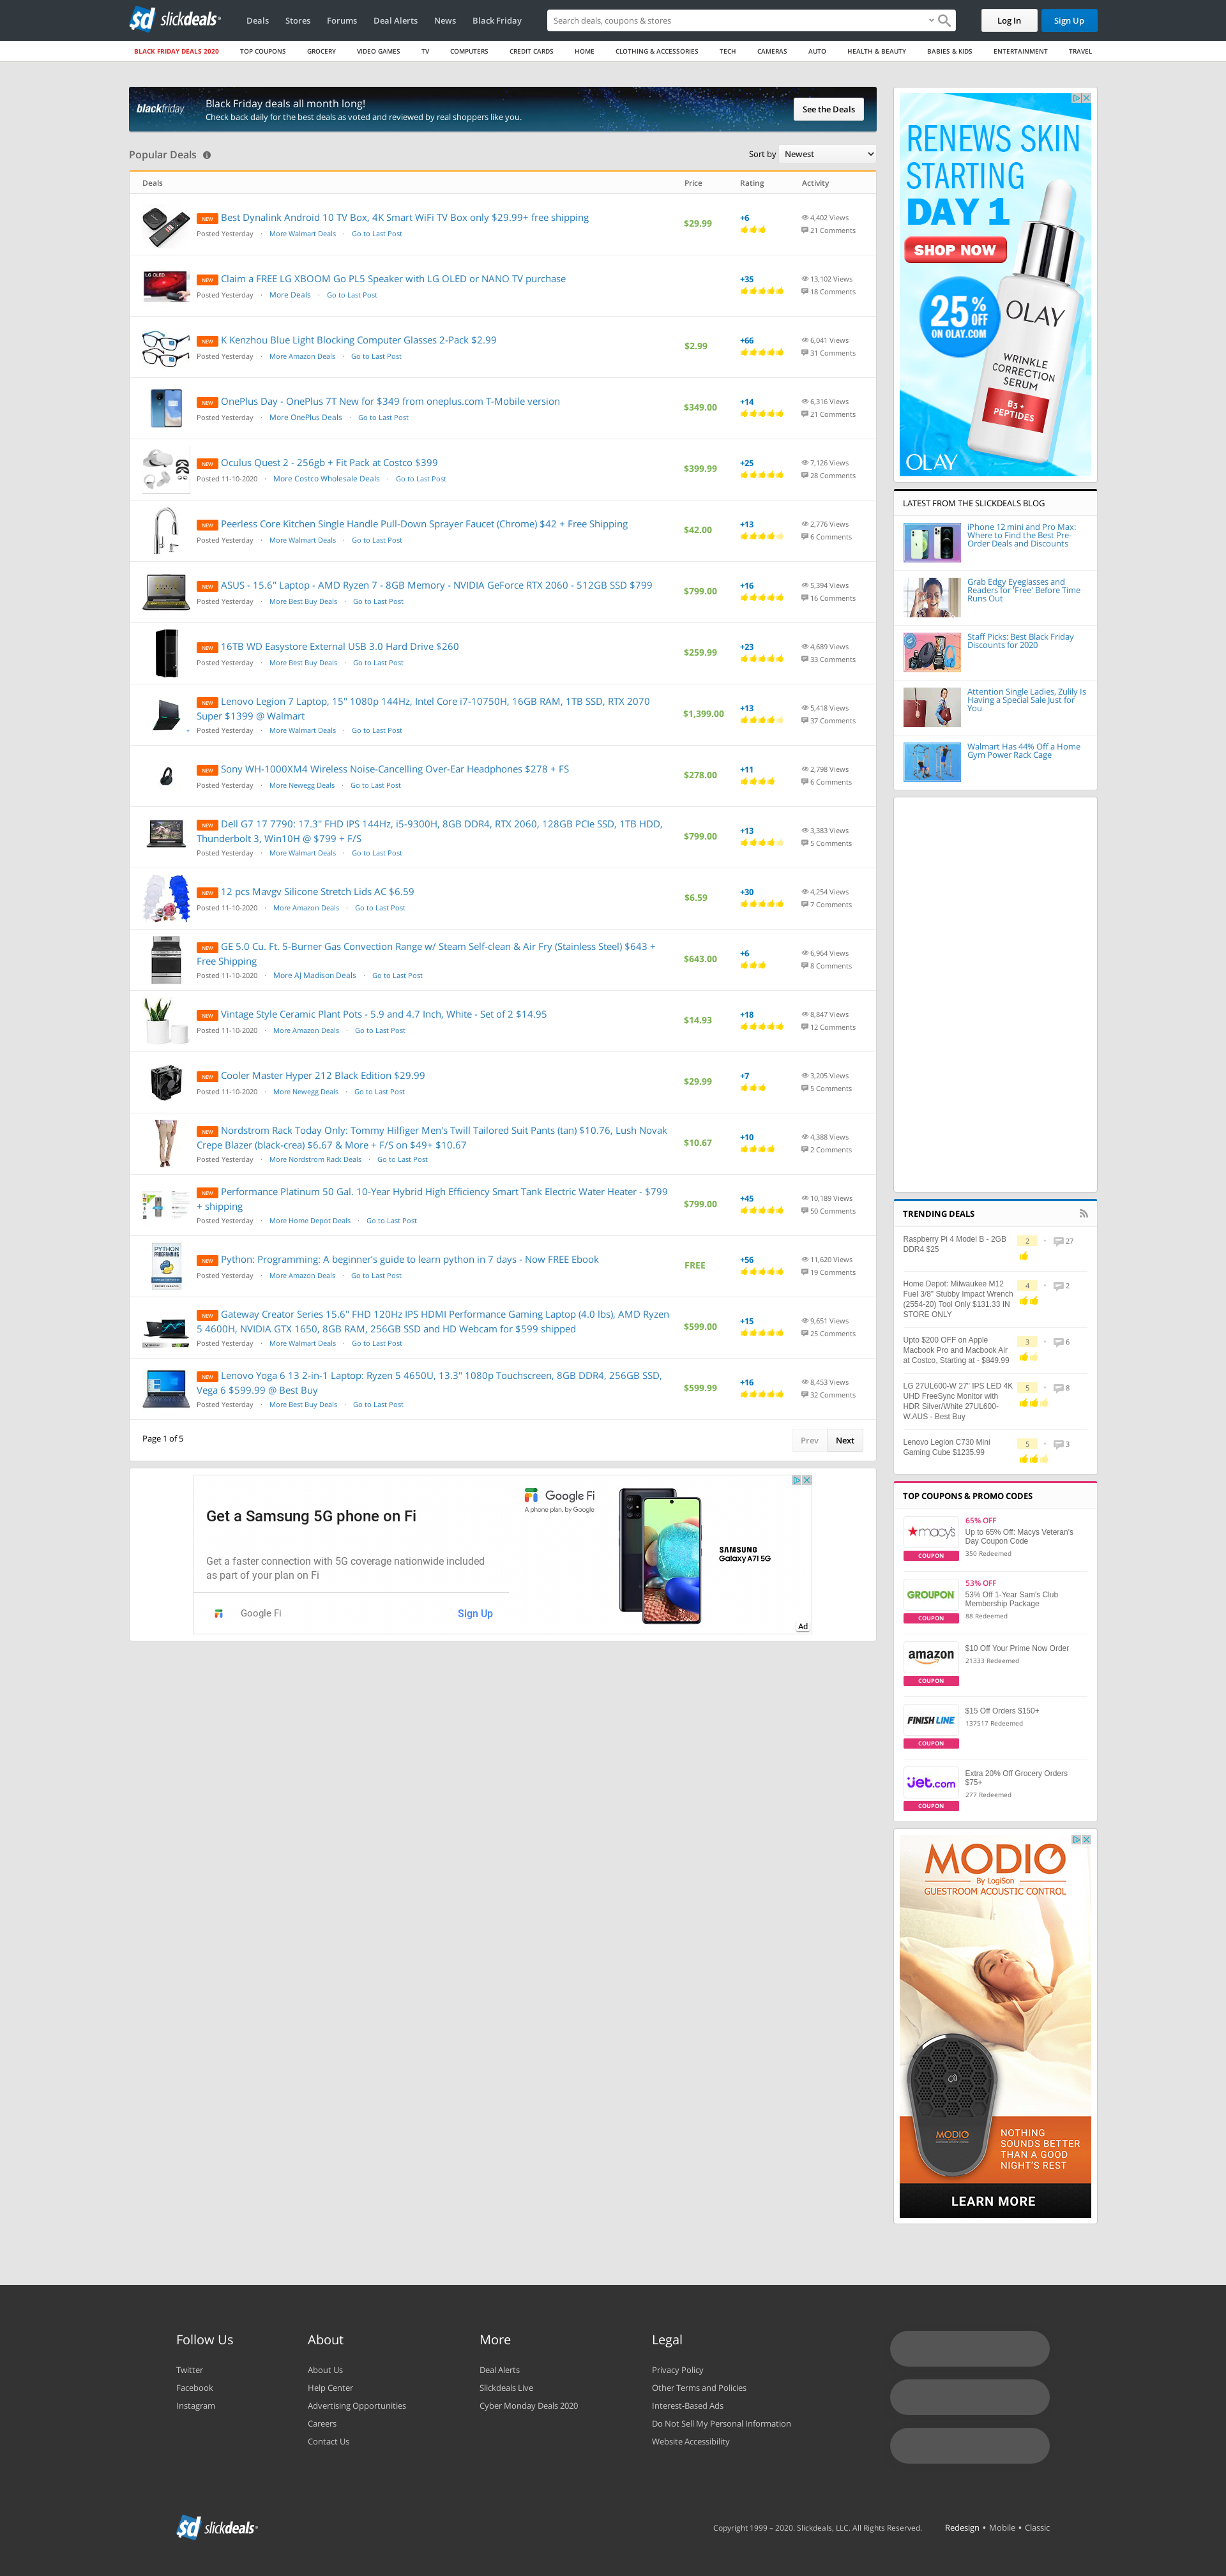 slickdeals
Deals
Stores
Forums
Deal Alerts
News
Black Friday
Search deals, coupons & stores
Log In
Sign Up
BLACK FRIDAY DEALS 2020
TOP COUPONS
GROCERY
VIDEO GAMES
TV
COMPUTERS
CREDIT CARDS
HOME
CLOTHING & ACCESSORIES
TECH
CAMERAS
AUTO
HEALTH & BEAUTY
BABIES & KIDS
ENTERTAINMENT
TRAVEL
blackfriday
Black Friday deals all month long!
Check back daily for the best deals as voted and reviewed by real shoppers like you.
See the Deals
Popular Deals
Sort by Newest
Deals Price Rating Activity
NEW Best Dynalink Android 10 TV Box, 4K Smart WiFi TV Box only $29.99+ free shipping
Posted Yesterday · More Walmart Deals · Go to Last Post
$29.99
+6
4,402 Views
21 Comments
NEW Claim a FREE LG XBOOM Go PL5 Speaker with LG OLED or NANO TV purchase
Posted Yesterday · More Deals · Go to Last Post
+35
13,102 Views
18 Comments
NEW K Kenzhou Blue Light Blocking Computer Glasses 2-Pack $2.99
Posted Yesterday · More Amazon Deals · Go to Last Post
$2.99
+66
6,041 Views
31 Comments
NEW OnePlus Day - OnePlus 7T New for $349 from oneplus.com T-Mobile version
Posted Yesterday · More OnePlus Deals · Go to Last Post
$349.00
+14
6,316 Views
21 Comments
NEW Oculus Quest 2 - 256gb + Fit Pack at Costco $399
Posted 11-10-2020 · More Costco Wholesale Deals · Go to Last Post
$399.99
+25
7,126 Views
28 Comments
NEW Peerless Core Kitchen Single Handle Pull-Down Sprayer Faucet (Chrome) $42 + Free Shipping
Posted Yesterday · More Walmart Deals · Go to Last Post
$42.00
+13
2,776 Views
6 Comments
NEW ASUS - 15.6" Laptop - AMD Ryzen 7 - 8GB Memory - NVIDIA GeForce RTX 2060 - 512GB SSD $799
Posted Yesterday · More Best Buy Deals · Go to Last Post
$799.00
+16
5,394 Views
16 Comments
NEW 16TB WD Easystore External USB 3.0 Hard Drive $260
Posted Yesterday · More Best Buy Deals · Go to Last Post
$259.99
+23
4,689 Views
33 Comments
NEW Lenovo Legion 7 Laptop, 15" 1080p 144Hz, Intel Core i7-10750H, 16GB RAM, 1TB SSD, RTX 2070
Super $1399 @ Walmart
Posted Yesterday · More Walmart Deals · Go to Last Post
$1,399.00
+13
5,418 Views
37 Comments
NEW Sony WH-1000XM4 Wireless Noise-Cancelling Over-Ear Headphones $278 + FS
Posted Yesterday · More Newegg Deals · Go to Last Post
$278.00
+11
2,798 Views
6 Comments
NEW Dell G7 17 7790: 17.3" FHD IPS 144Hz, i5-9300H, 8GB DDR4, RTX 2060, 128GB PCIe SSD, 1TB HDD,
Thunderbolt 3, Win10H @ $799 + F/S
Posted Yesterday · More Walmart Deals · Go to Last Post
$799.00
+13
3,383 Views
5 Comments
NEW 12 pcs Mavgv Silicone Stretch Lids AC $6.59
Posted 11-10-2020 · More Amazon Deals · Go to Last Post
$6.59
+30
4,254 Views
7 Comments
NEW GE 5.0 Cu. Ft. 5-Burner Gas Convection Range w/ Steam Self-clean & Air Fry (Stainless Steel) $643 +
Free Shipping
Posted 11-10-2020 · More AJ Madison Deals · Go to Last Post
$643.00
+6
6,964 Views
8 Comments
NEW Vintage Style Ceramic Plant Pots - 5.9 and 4.7 Inch, White - Set of 2 $14.95
Posted 11-10-2020 · More Amazon Deals · Go to Last Post
$14.93
+18
8,847 Views
12 Comments
NEW Cooler Master Hyper 212 Black Edition $29.99
Posted 11-10-2020 · More Newegg Deals · Go to Last Post
$29.99
+7
3,205 Views
5 Comments
NEW Nordstrom Rack Today Only: Tommy Hilfiger Men's Twill Tailored Suit Pants (tan) $10.76, Lush Novak
Crepe Blazer (black-crea) $6.67 & More + F/S on $49+ $10.67
Posted Yesterday · More Nordstrom Rack Deals · Go to Last Post
$10.67
+10
4,388 Views
2 Comments
NEW Performance Platinum 50 Gal. 10-Year Hybrid High Efficiency Smart Tank Electric Water Heater - $799
+ shipping
Posted Yesterday · More Home Depot Deals · Go to Last Post
$799.00
+45
10,189 Views
50 Comments
NEW Python: Programming: A beginner's guide to learn python in 7 days - Now FREE Ebook
Posted Yesterday · More Amazon Deals · Go to Last Post
FREE
+56
11,620 Views
19 Comments
NEW Gateway Creator Series 15.6" FHD 120Hz IPS HDMI Performance Gaming Laptop (4.0 lbs), AMD Ryzen
5 4600H, NVIDIA GTX 1650, 8GB RAM, 256GB SSD and HD Webcam for $599 shipped
Posted Yesterday · More Walmart Deals · Go to Last Post
$599.00
+15
9,651 Views
25 Comments
NEW Lenovo Yoga 6 13 2-in-1 Laptop: Ryzen 5 4650U, 13.3" 1080p Touchscreen, 8GB DDR4, 256GB SSD,
Vega 6 $599.99 @ Best Buy
Posted Yesterday · More Best Buy Deals · Go to Last Post
$599.99
+16
8,453 Views
32 Comments
Page 1 of 5
Prev
Next
Get a Samsung 5G phone on Fi
Get a faster connection with 5G coverage nationwide included
as part of your plan on Fi
Google Fi
Sign Up
Google Fi
A phone plan. by Google
SAMSUNG
Galaxy A71 5G
Ad
RENEWS SKIN
STARTING
DAY 1
SHOP NOW
25% OFF
ON OLAY.COM
OLAY
WRINKLE
CORRECTION
SERUM
B3 +
PEPTIDES
OLAY
LATEST FROM THE SLICKDEALS BLOG
iPhone 12 mini and Pro Max:
Where to Find the Best Pre-
Order Deals and Discounts
Grab Edgy Eyeglasses and
Readers for 'Free' Before Time
Runs Out
Staff Picks: Best Black Friday
Discounts for 2020
Attention Single Ladies, Zulily Is
Having a Special Sale Just for
You
Walmart Has 44% Off a Home
Gym Power Rack Cage
TRENDING DEALS
Raspberry Pi 4 Model B - 2GB
DDR4 $25
2 · 27
Home Depot: Milwaukee M12
Fuel 3/8" Stubby Impact Wrench
(2554-20) Tool Only $131.33 IN
STORE ONLY
4 · 2
Upto $200 OFF on Apple
Macbook Pro and Macbook Air
at Costco, Starting at - $849.99
3 · 6
LG 27UL600-W 27" IPS LED 4K
UHD FreeSync Monitor with
HDR Silver/White 27UL600-
W.AUS - Best Buy
5 · 8
Lenovo Legion C730 Mini
Gaming Cube $1235.99
5 · 3
TOP COUPONS & PROMO CODES
macy's
COUPON
65% OFF
Up to 65% Off: Macys Veteran's
Day Coupon Code
350 Redeemed
GROUPON
COUPON
53% OFF
53% Off 1-Year Sam's Club
Membership Package
88 Redeemed
amazon
COUPON
$10 Off Your Prime Now Order
21333 Redeemed
FINISH LINE
COUPON
$15 Off Orders $150+
137517 Redeemed
jet.com
COUPON
Extra 20% Off Grocery Orders
$75+
277 Redeemed
MODIO
By LogiSon
GUESTROOM ACOUSTIC CONTROL
MODIO
NOTHING
SOUNDS BETTER
THAN A GOOD
NIGHT'S REST
LEARN MORE
Follow Us
Twitter
Facebook
Instagram
About
About Us
Help Center
Advertising Opportunities
Careers
Contact Us
More
Deal Alerts
Slickdeals Live
Cyber Monday Deals 2020
Legal
Privacy Policy
Other Terms and Policies
Interest-Based Ads
Do Not Sell My Personal Information
Website Accessibility
slickdeals
Copyright 1999 – 2020. Slickdeals, LLC. All Rights Reserved.
Redesign • Mobile • Classic